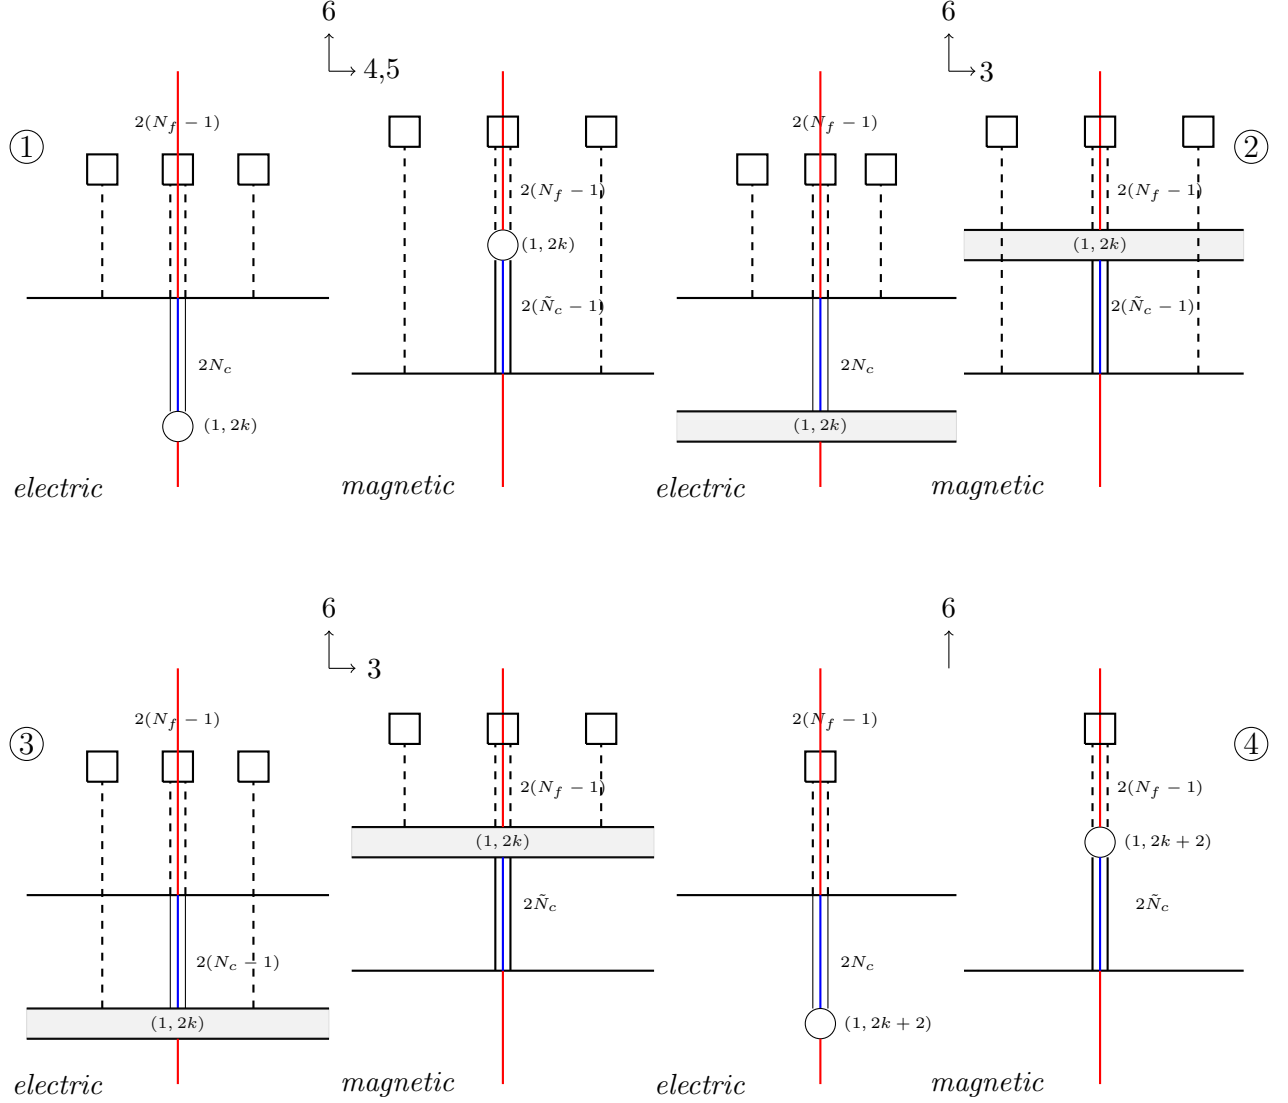 6
4,5
6
3
1
2(N_f − 1)
2N_c
(1, 2k)
electric
2(N_f − 1)
(1, 2k)
2(Ñ_c − 1)
magnetic
2(N_f − 1)
2N_c
(1, 2k)
electric
2
2(N_f − 1)
(1, 2k)
2(Ñ_c − 1)
magnetic
6
3
6
3
2(N_f − 1)
2(N_c − 1)
(1, 2k)
electric
2(N_f − 1)
(1, 2k)
2Ñ_c
magnetic
2(N_f − 1)
2N_c
(1, 2k + 2)
electric
4
2(N_f − 1)
(1, 2k + 2)
2Ñ_c
magnetic